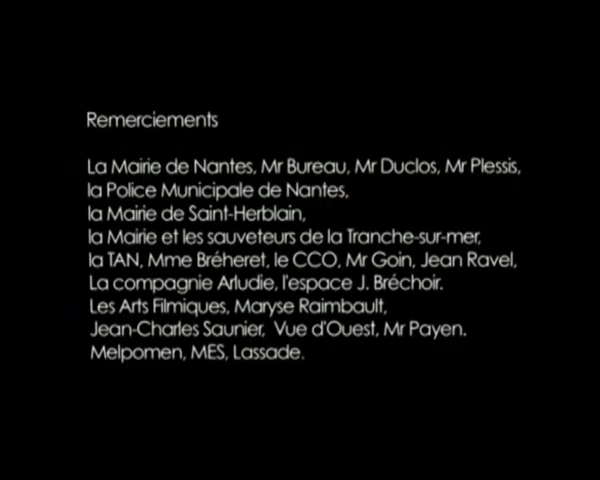 Remerciements
La Mairie de Nantes, Mr Bureau, Mr Duclos, Mr Plessis,
la Police Municipale de Nantes,
la Mairie de Saint-Herblain,
la Mairie et les sauveteurs de la Tranche-sur-mer,
la TAN, Mme Bréheret, le CCO, Mr Goin, Jean Ravel,
La compagnie Arludie, l'espace J. Bréchoir.
Les Arts Filmiques, Maryse Raimbault,
Jean-Charles Saunier, Vue d'Ouest, Mr Payen.
Melpomen, MES, Lassade.